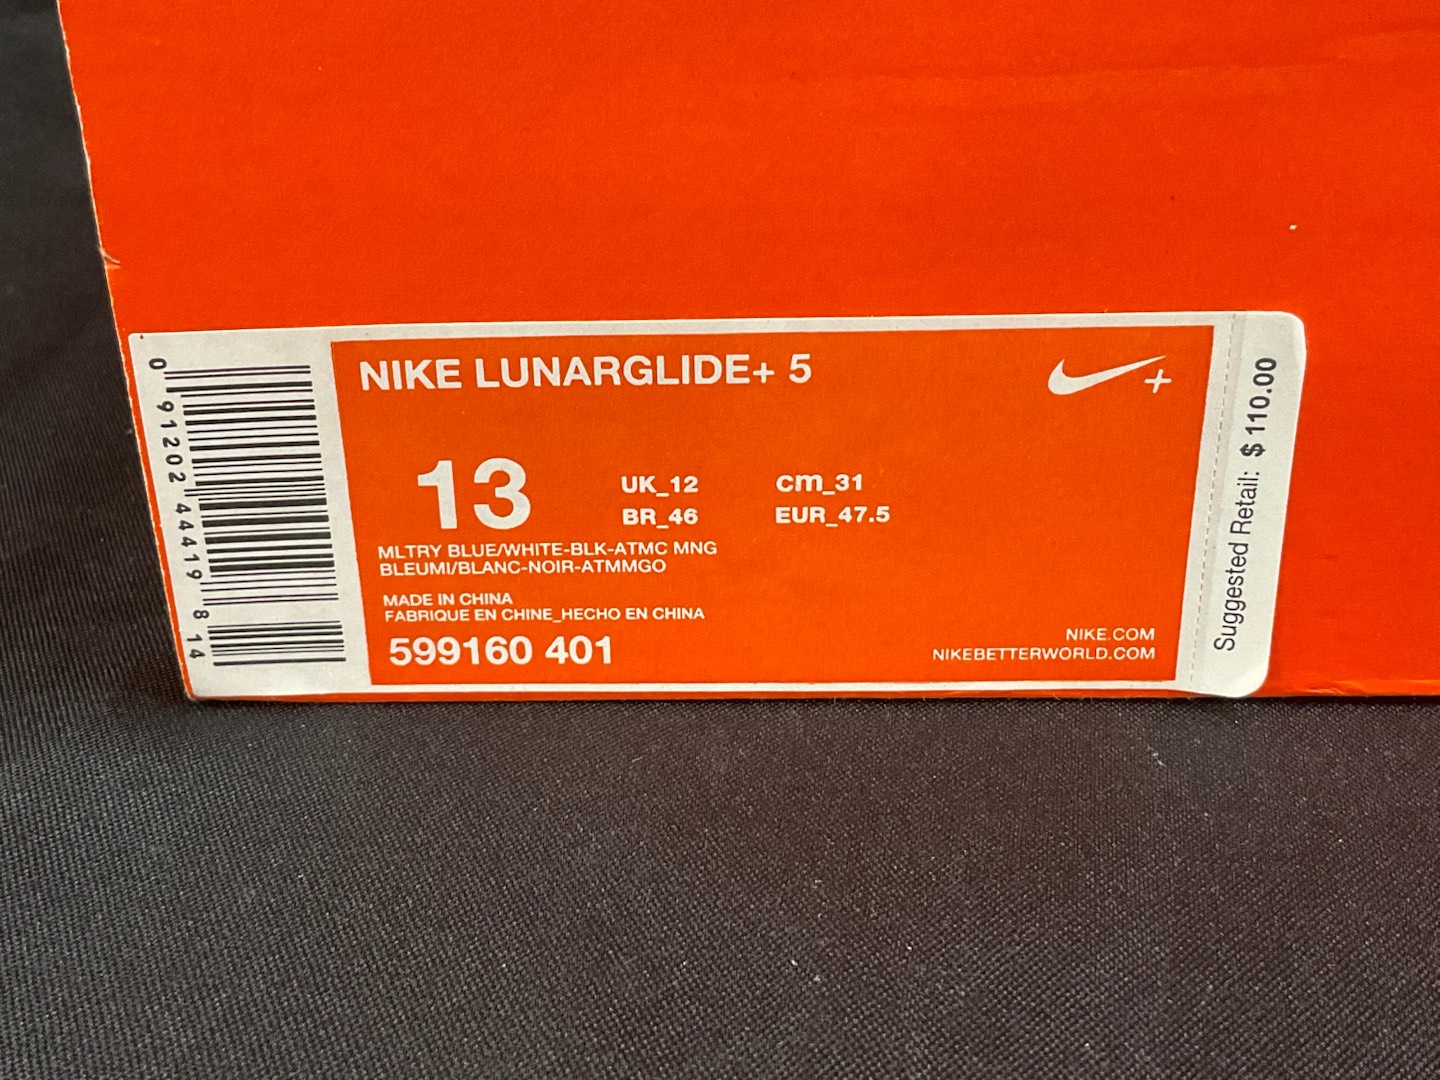 NIKE LUNARGLIDE+ 5
13
UK_12
cm_31
BR_46
EUR_47.5
MLTRY BLUE/WHITE-BLK-ATMC MNG
BLEUMI/BLANC-NOIR-ATMMGO
MADE IN CHINA
FABRIQUE EN CHINE_HECHO EN CHINA
599160 401
NIKE.COM
NIKEBETTERWORLD.COM
0 91202 44419 8 14
Suggested Retail: $ 110.00